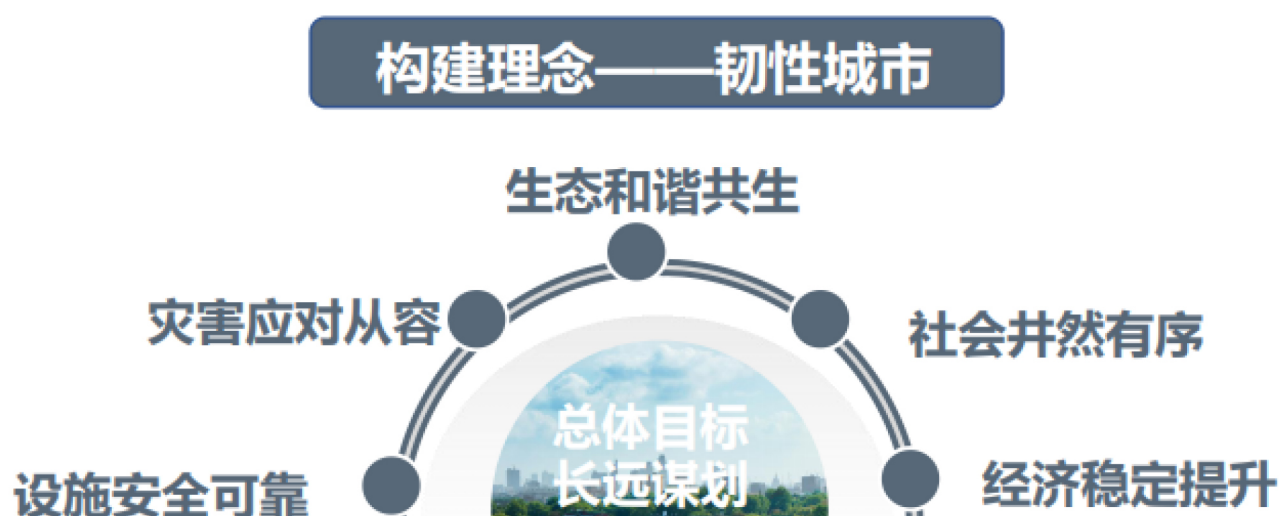 构建理念——韧性城市
生态和谐共生
灾害应对从容
社会井然有序
总体目标
长远谋划
设施安全可靠
经济稳定提升